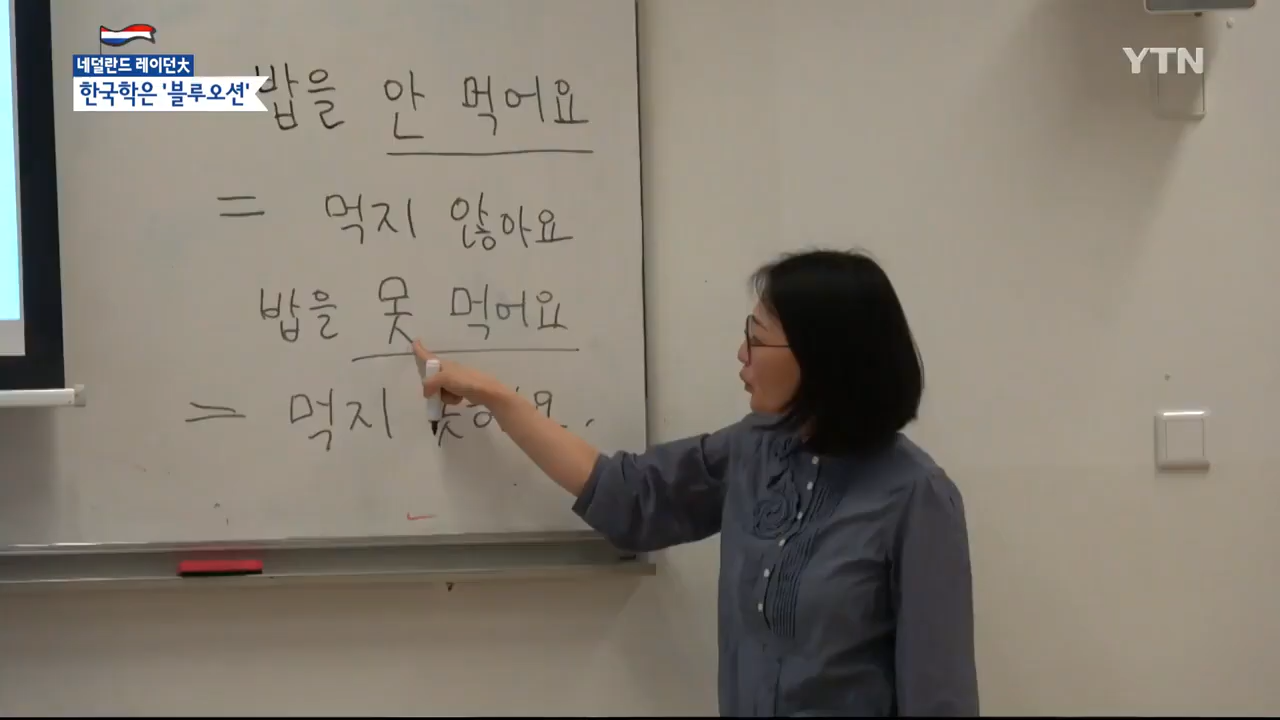 네덜란드 레이던大
한국학은 '블루오션'
YTN
밥을 안 먹어요
= 먹지 않아요
밥을 못 먹어요
= 먹지